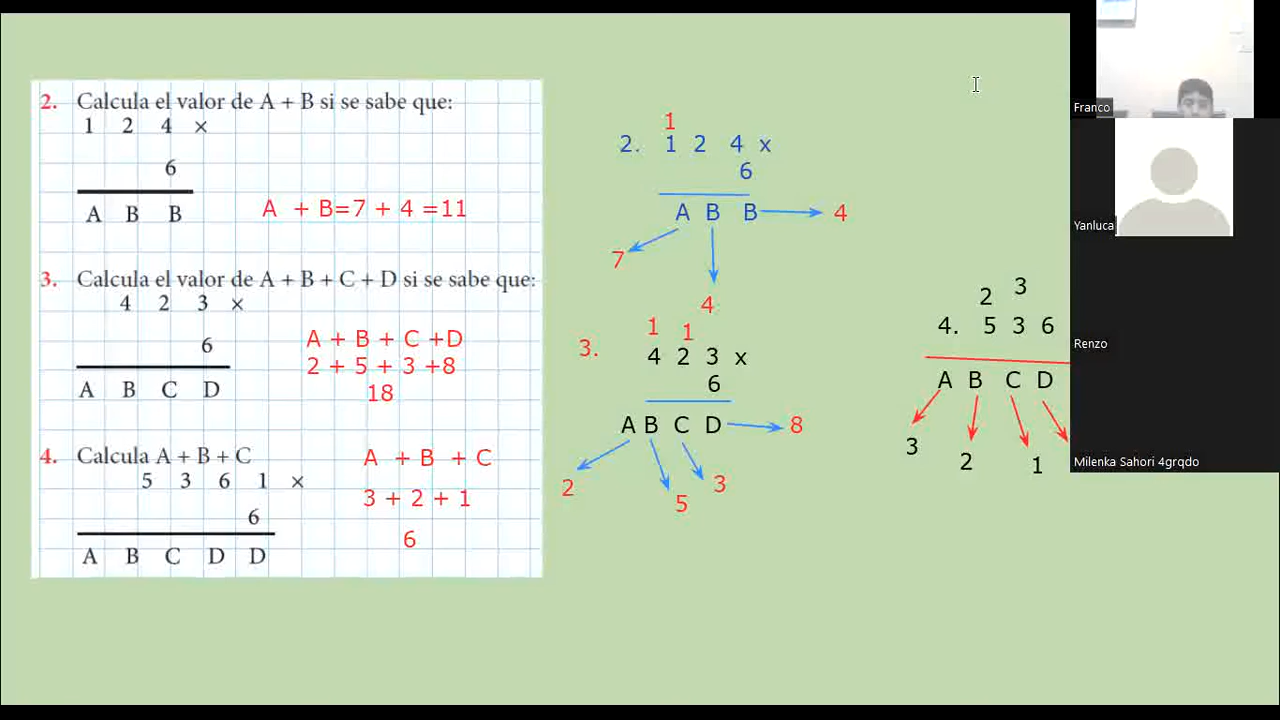 2. Calcula el valor de A + B si se sabe que:
1 2 4 ×
6
A B B
A + B=7 + 4 =11
3. Calcula el valor de A + B + C + D si se sabe que:
4 2 3 ×
6
A B C D
A + B + C +D
2 + 5 + 3 +8
18
4. Calcula A + B + C
5 3 6 1 ×
6
A B C D D
A + B + C
3 + 2 + 1
6
1
2. 1 2 4 x
6
A B B 4
7
4
1 1
3. 4 2 3 x
6
A B C D 8
2 5 3
2 3
4. 5 3 6
A B C D
3 2 1
Franco
Yanluca
Renzo
Milenka Sahori 4grqdo